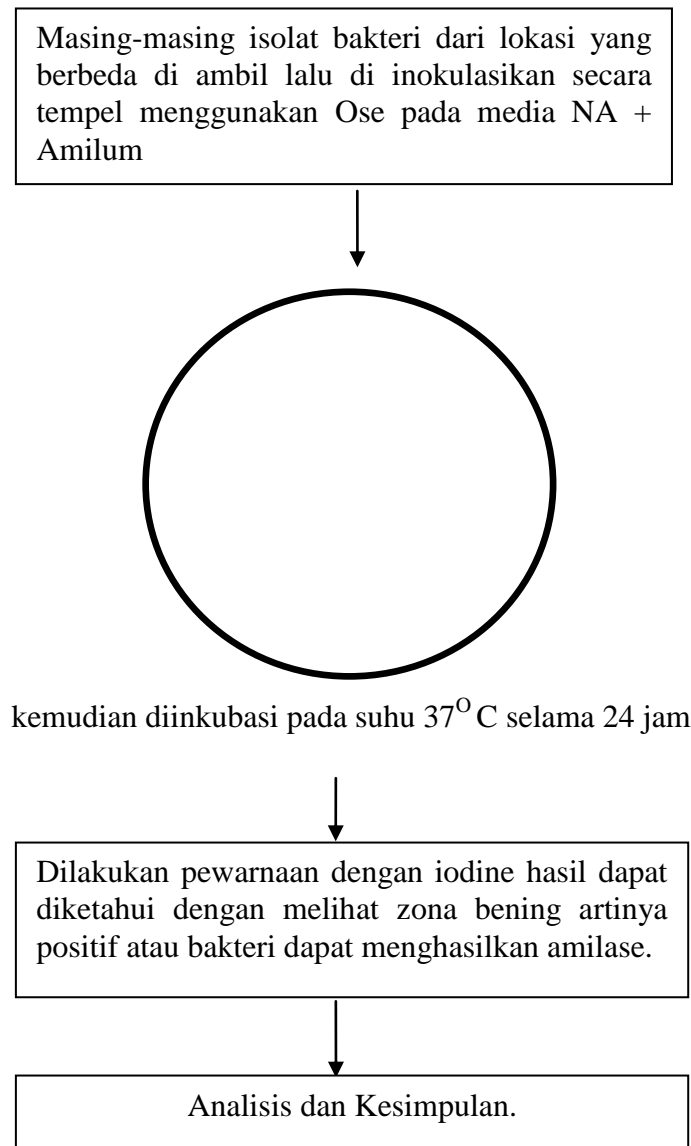 Masing-masing isolat bakteri dari lokasi yang
berbeda di ambil lalu di inokulasikan secara
tempel menggunakan Ose pada media NA +
Amilum
kemudian diinkubasi pada suhu 37^O C selama 24 jam
Dilakukan pewarnaan dengan iodine hasil dapat
diketahui dengan melihat zona bening artinya
positif atau bakteri dapat menghasilkan amilase.
Analisis dan Kesimpulan.